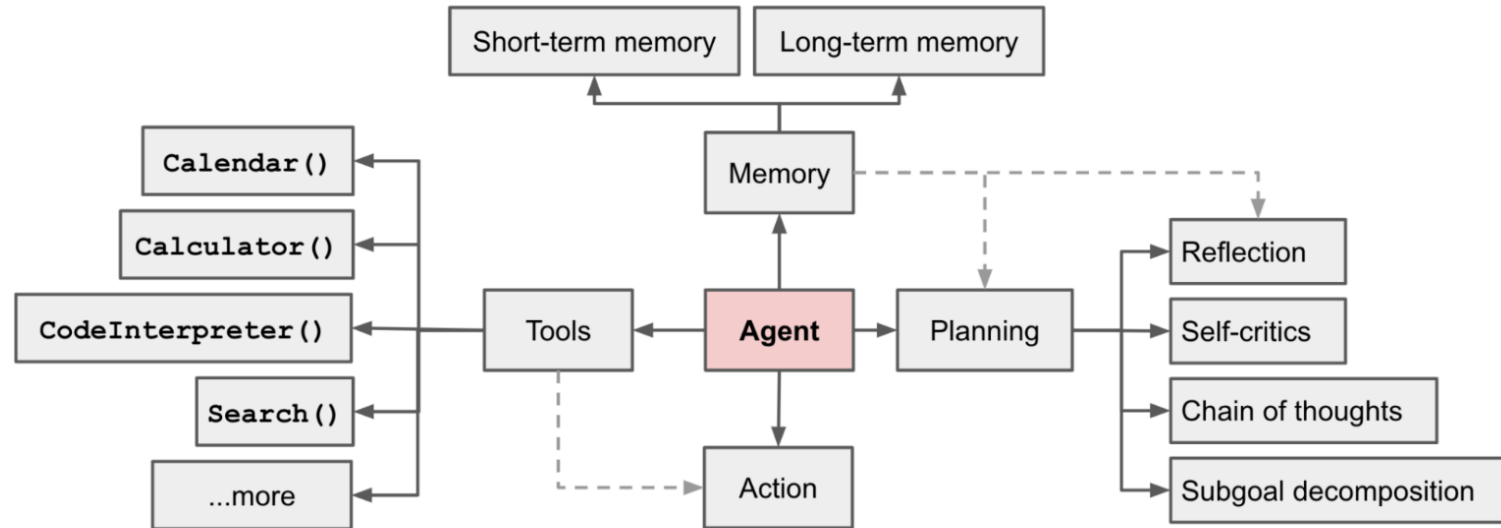 Short-term memory
Long-term memory
Calendar()
Memory
Calculator()
Reflection
CodeInterpreter()
Tools
Agent
Planning
Self-critics
Search()
Chain of thoughts
...more
Action
Subgoal decomposition